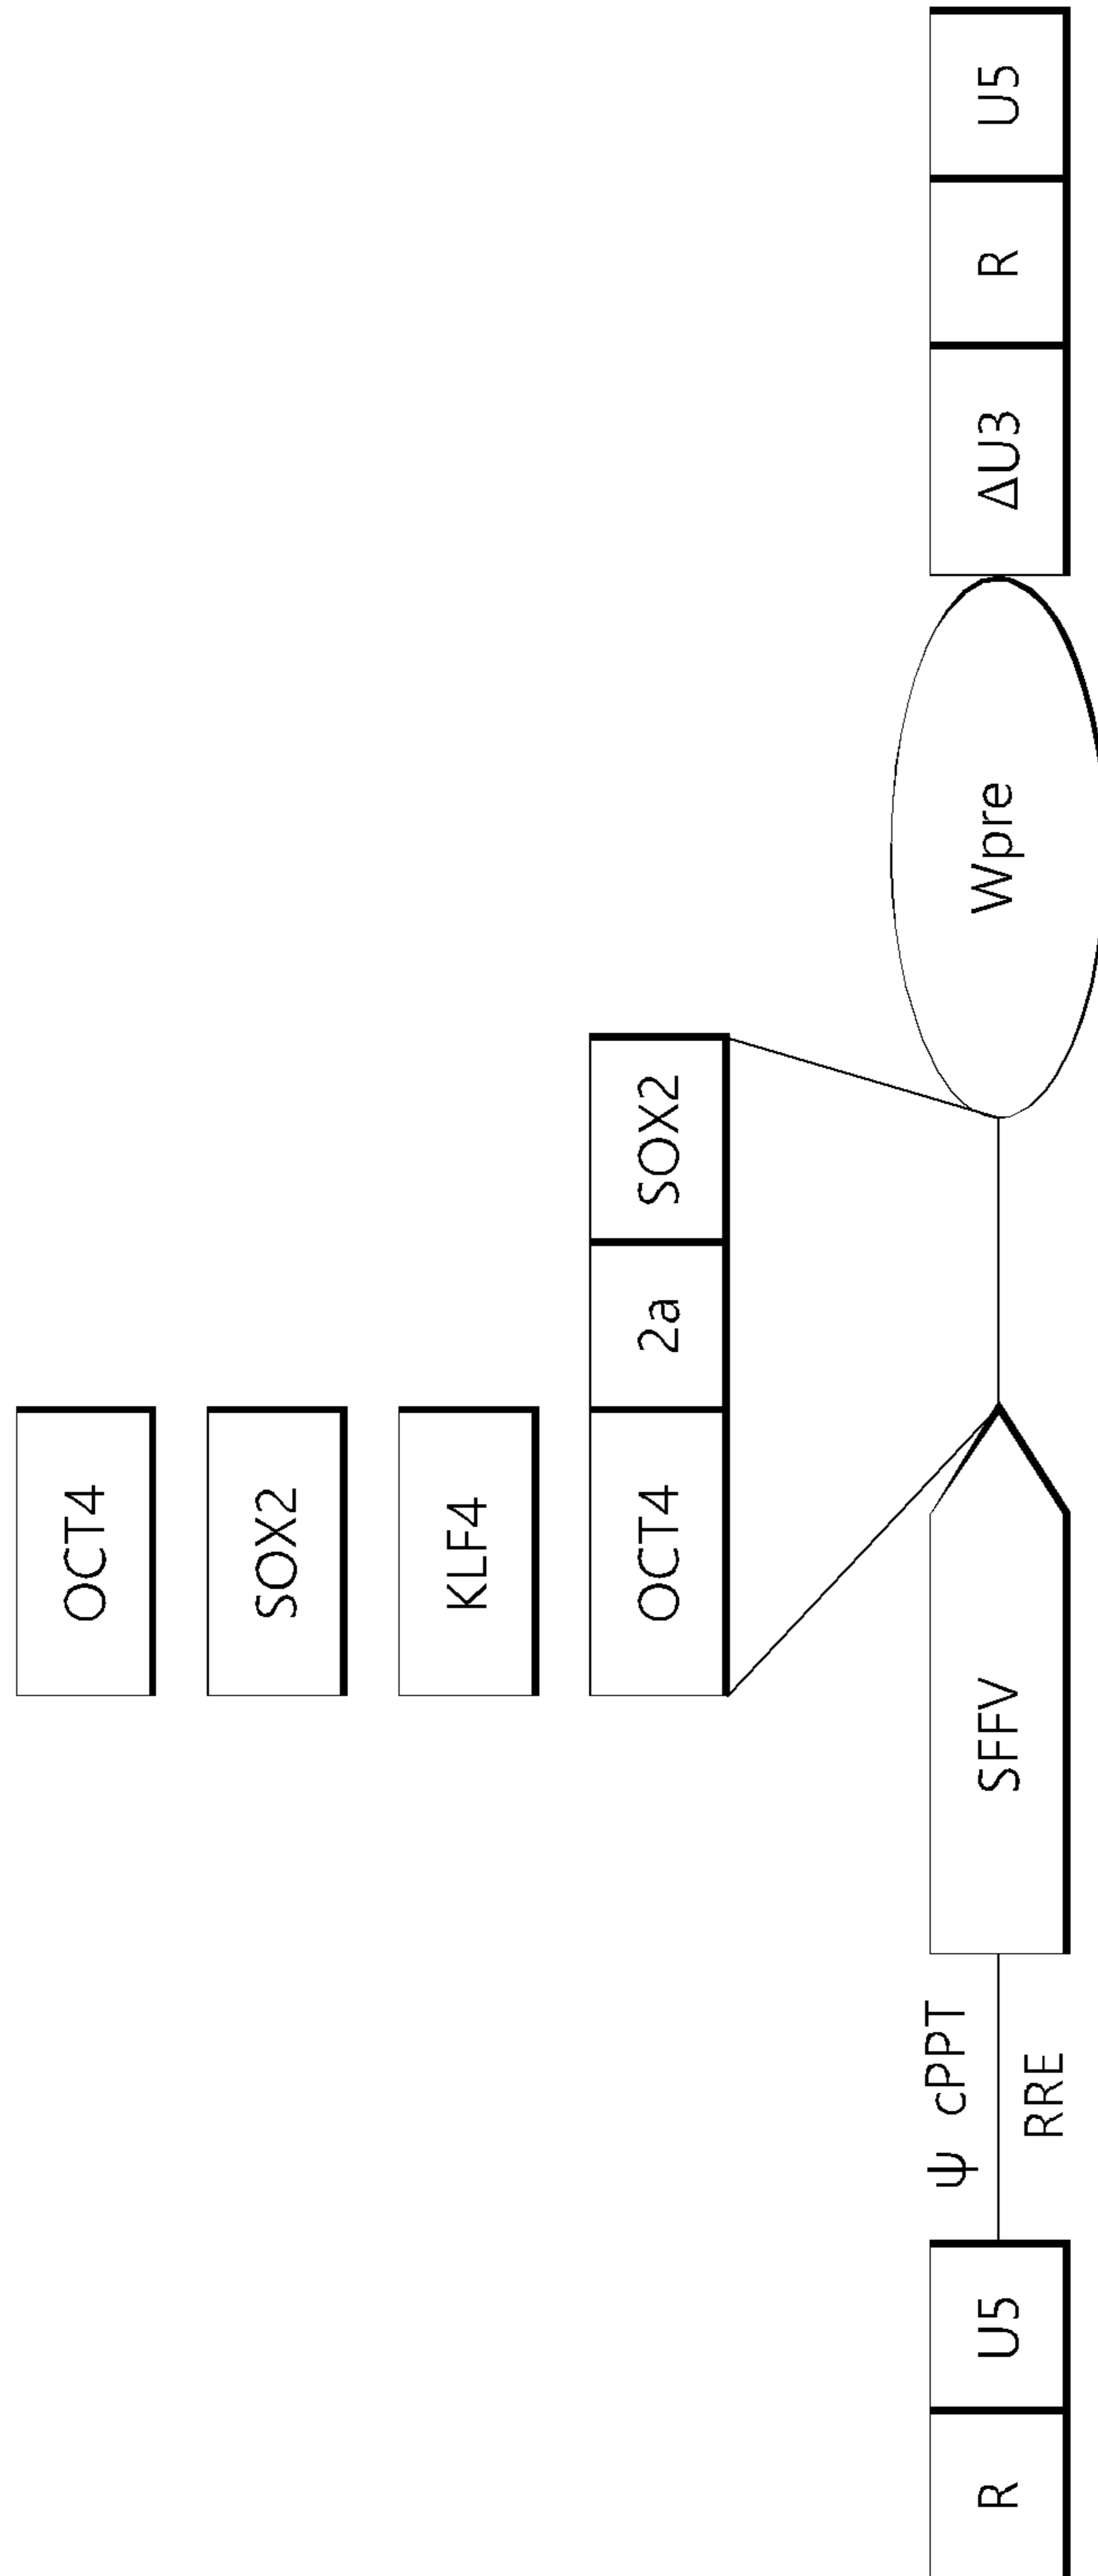 OCT4
SOX2
KLF4
OCT4 2a SOX2
R U5 ψ cPPT RRE SFFV Wpre ΔU3 R U5